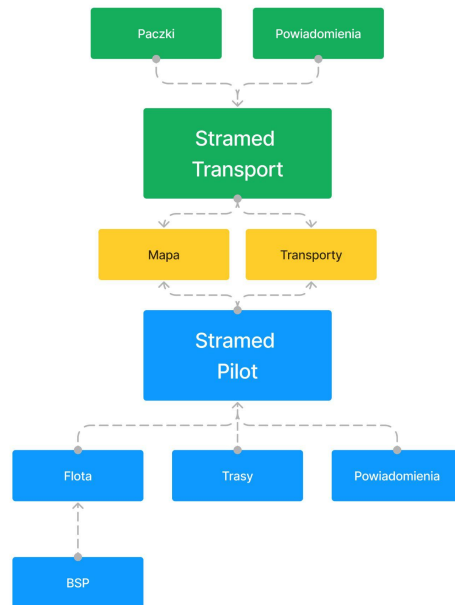 Paczki
Powiadomienia
Stramed
Transport
Mapa
Transporty
Stramed
Pilot
Flota
Trasy
Powiadomienia
BSP